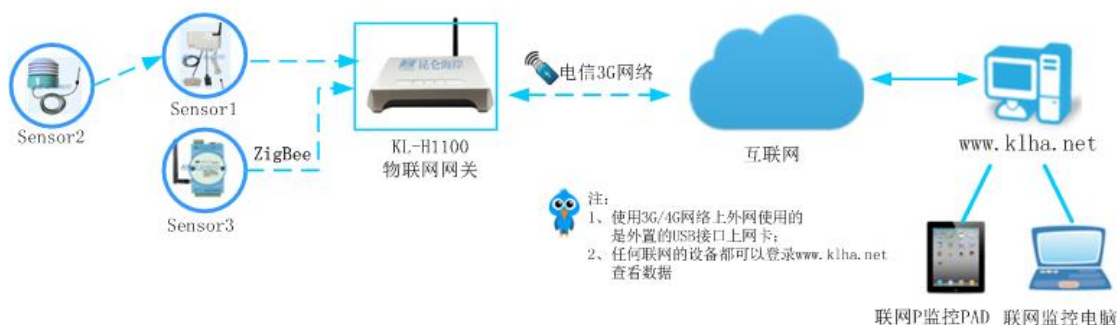 昆仑海岸
电信3G网络
Sensor1
Sensor2
ZigBee
KL-H1100
物联网网关
互联网
www.klha.net
Sensor3
注:
1、使用3G/4G网络上外网使用的
是外置的USB接口上网卡;
2、任何联网的设备都可以登录www.klha.net
查看数据
联网P监控PAD
联网监控电脑